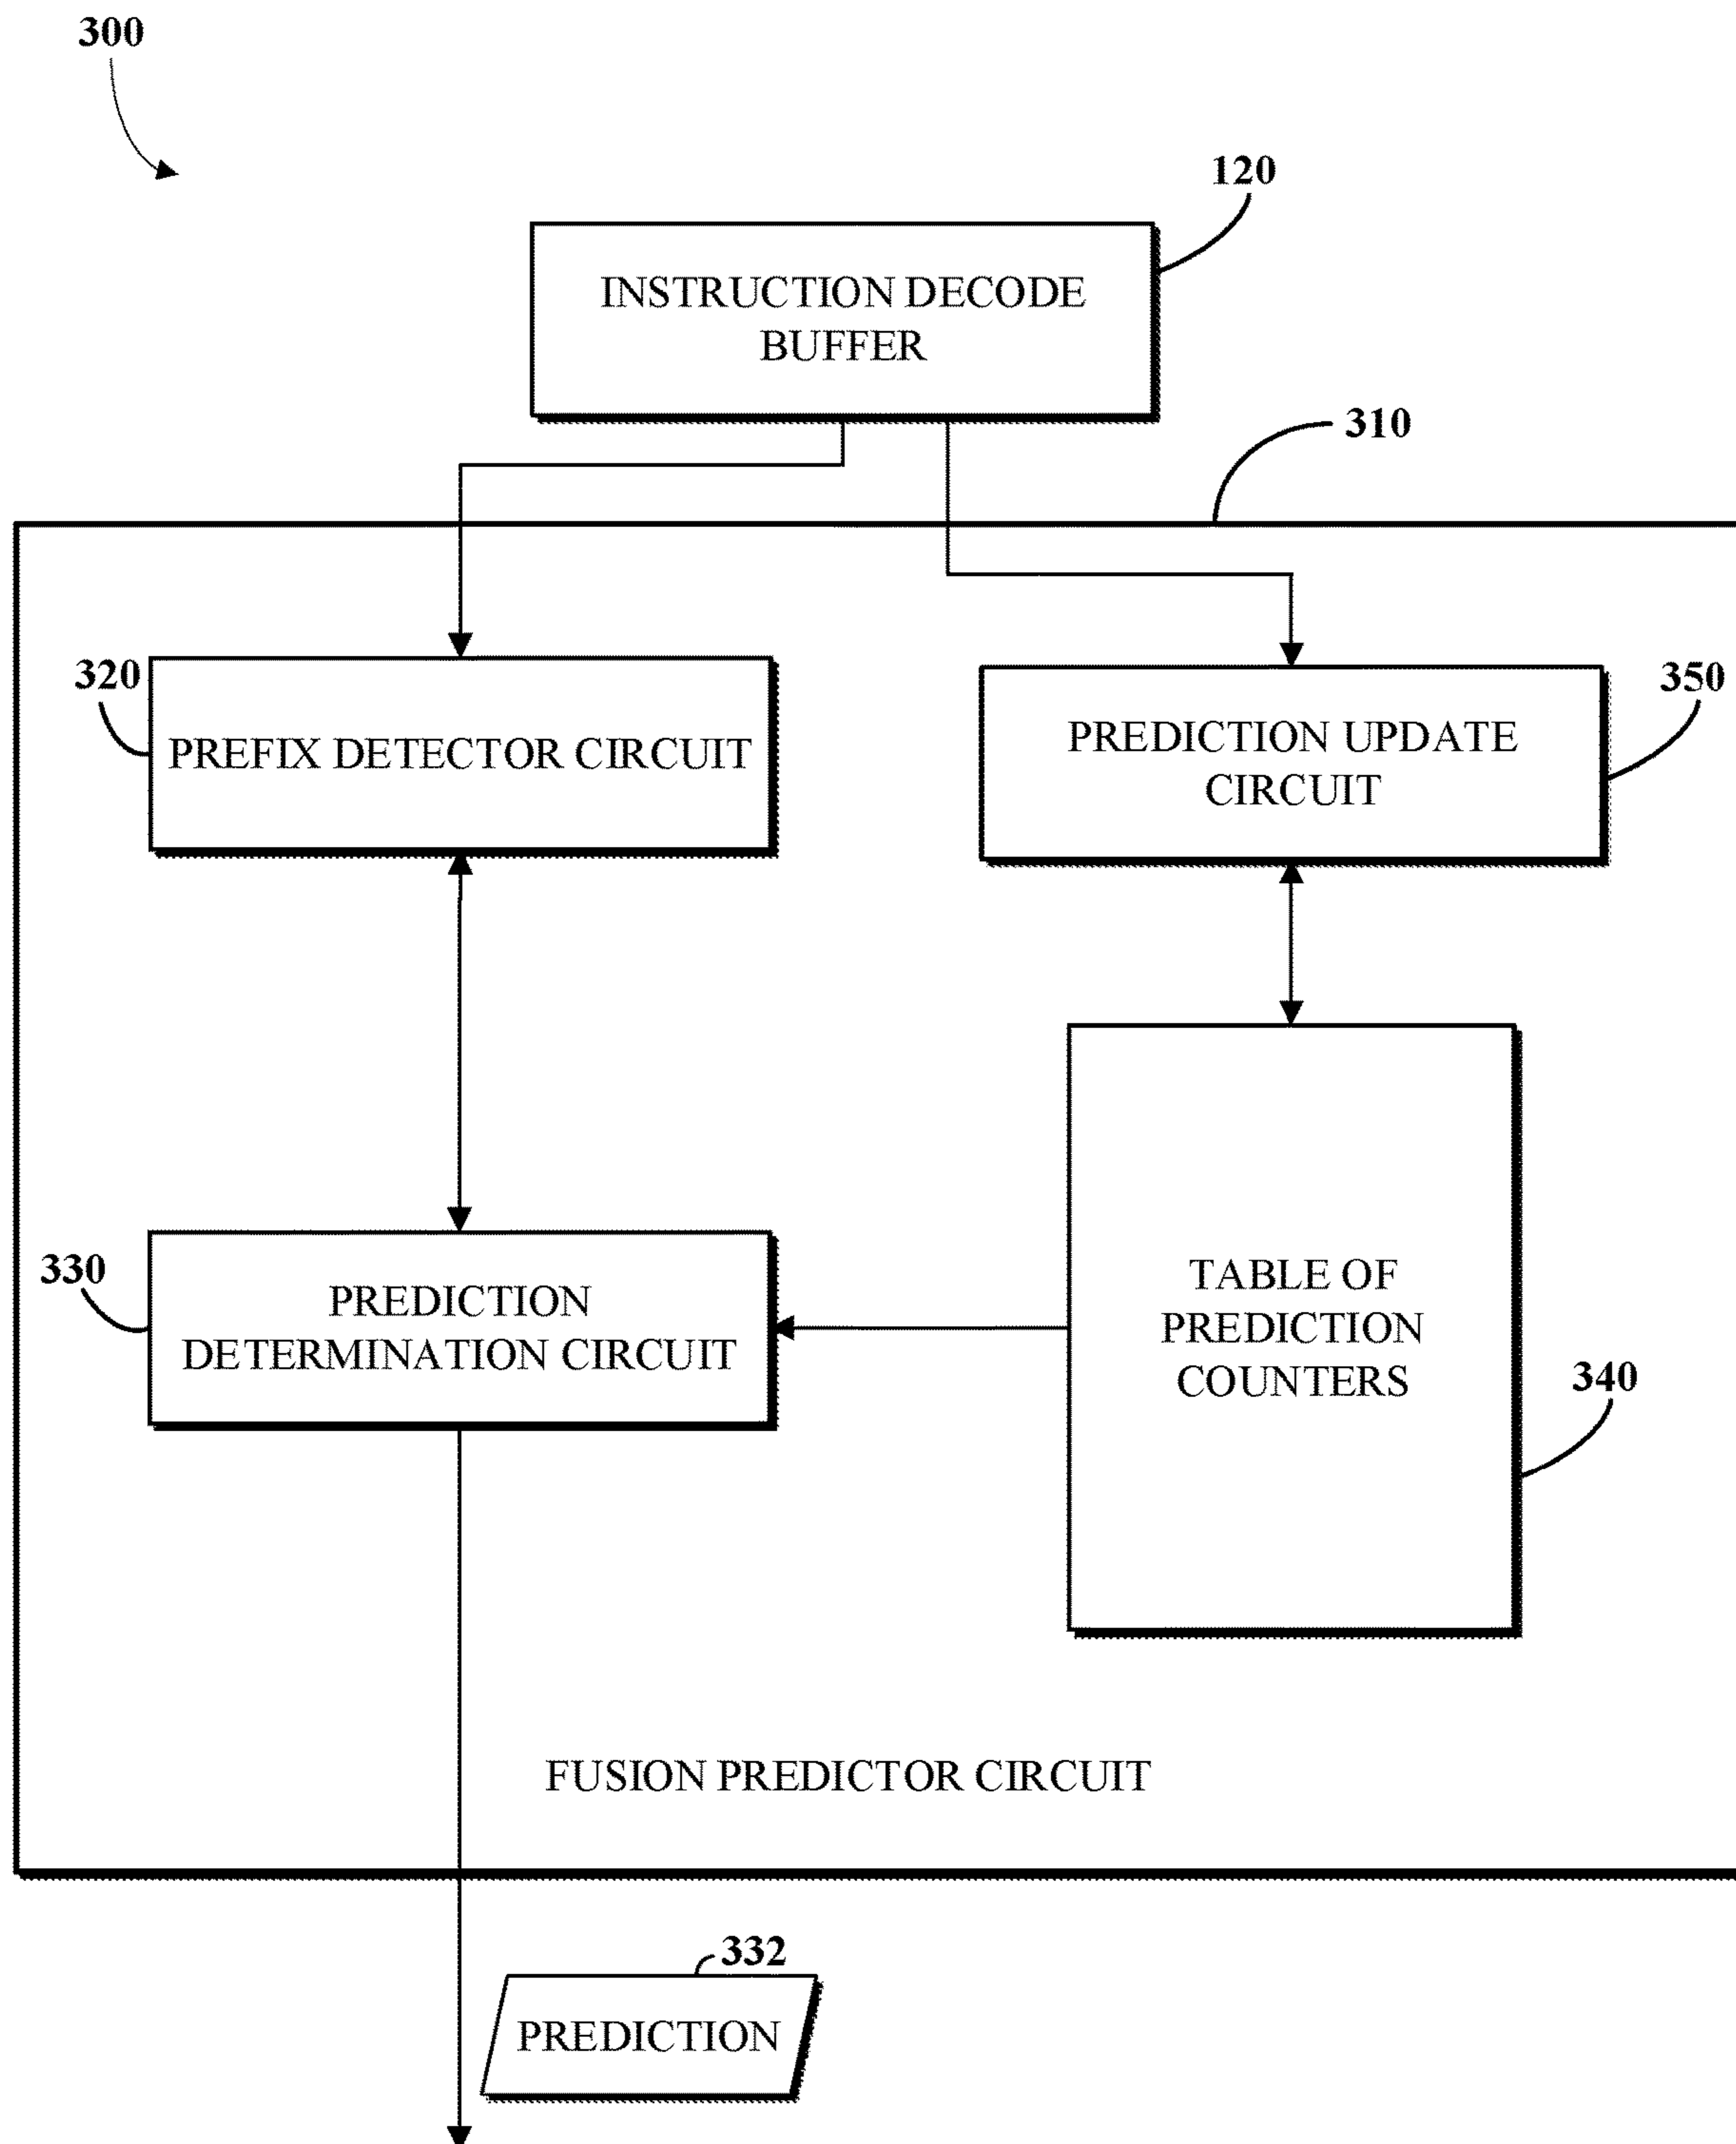 300
120
INSTRUCTION DECODE
BUFFER
310
320
PREFIX DETECTOR CIRCUIT
350
PREDICTION UPDATE
CIRCUIT
330
PREDICTION
DETERMINATION CIRCUIT
TABLE OF
PREDICTION
COUNTERS
340
FUSION PREDICTOR CIRCUIT
332
PREDICTION